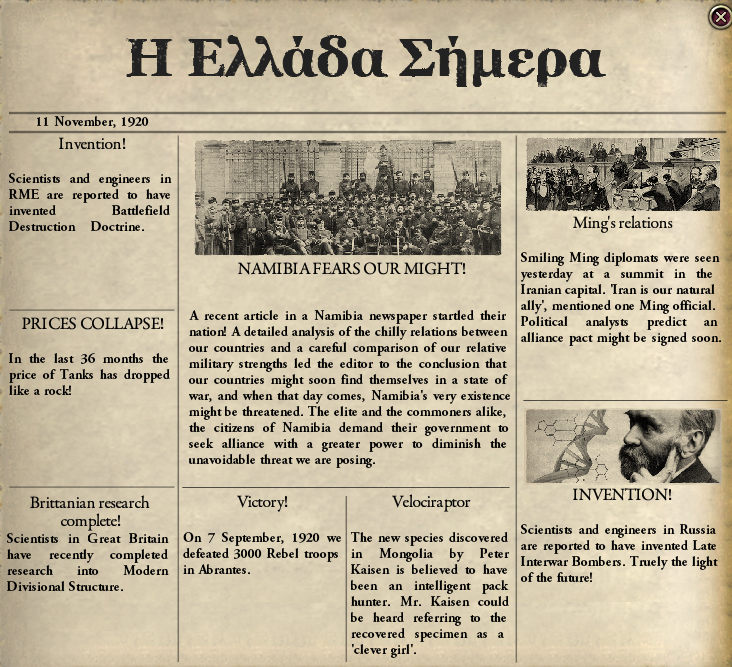 Η Ελλάδα Σήμερα
11 November, 1920
Invention!
Scientists and engineers in
RME are reported to have
invented Battlefield
Destruction Doctrine.
PRICES COLLAPSE!
In the last 36 months the
price of Tanks has dropped
like a rock!
Brittanian research
complete!
Scientists in Great Britain
have recently completed
research into Modern
Divisional Structure.
NAMIBIA FEARS OUR MIGHT!
A recent article in a Namibia newspaper startled their
nation! A detailed analysis of the chilly relations between
our countries and a careful comparison of our relative
military strengths led the editor to the conclusion that
our countries might soon find themselves in a state of
war, and when that day comes, Namibia's very existence
might be threatened. The elite and the commoners alike,
the citizens of Namibia demand their government to
seek alliance with a greater power to diminish the
unavoidable threat we are posing.
Victory!
On 7 September, 1920 we
defeated 3000 Rebel troops
in Abrantes.
Velociraptor
The new species discovered
in Mongolia by Peter
Kaisen is believed to have
been an intelligent pack
hunter. Mr. Kaisen could
be heard referring to the
recovered specimen as a
'clever girl'.
Ming's relations
Smiling Ming diplomats were seen
yesterday at a summit in the
Iranian capital. 'Iran is our natural
ally', mentioned one Ming official.
Political analysts predict an
alliance pact might be signed soon.
INVENTION!
Scientists and engineers in Russia
are reported to have invented Late
Interwar Bombers. Truely the light
of the future!